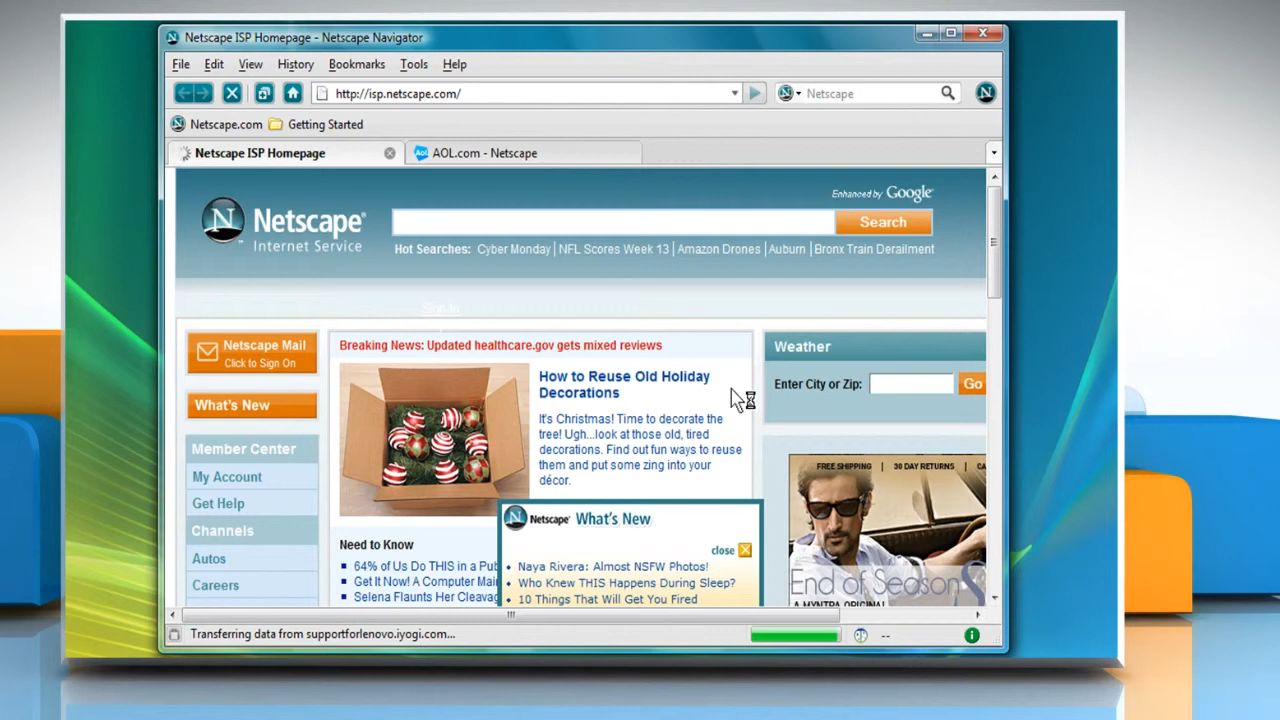 Netscape ISP Homepage - Netscape Navigator
File Edit View History Bookmarks Tools Help
http://isp.netscape.com/
Netscape
Netscape.com Getting Started
Netscape ISP Homepage
AOL.com - Netscape
Enhanced by Google
Netscape®
Internet Service
Search
Hot Searches: Cyber Monday | NFL Scores Week 13 | Amazon Drones | Auburn | Bronx Train Derailment
Sign In
Netscape Mail
Click to Sign On
What's New
Member Center
My Account
Get Help
Channels
Autos
Careers
Breaking News: Updated healthcare.gov gets mixed reviews
How to Reuse Old Holiday
Decorations
It's Christmas! Time to decorate the
tree! Ugh...look at those old, tired
decorations. Find out fun ways to reuse
them and put some zing into your
décor.
Need to Know
64% of Us Do THIS in a Pub
Get It Now! A Computer Main
Selena Flaunts Her Cleavag
Netscape® What's New
close
Naya Rivera: Almost NSFW Photos!
Who Knew THIS Happens During Sleep?
10 Things That Will Get You Fired
Weather
Enter City or Zip:
Go
FREE SHIPPING | 30 DAY RETURNS | CA
End of Season S
A MYNTRA ORIGINAL
Transferring data from supportforlenovo.iyogi.com...
--